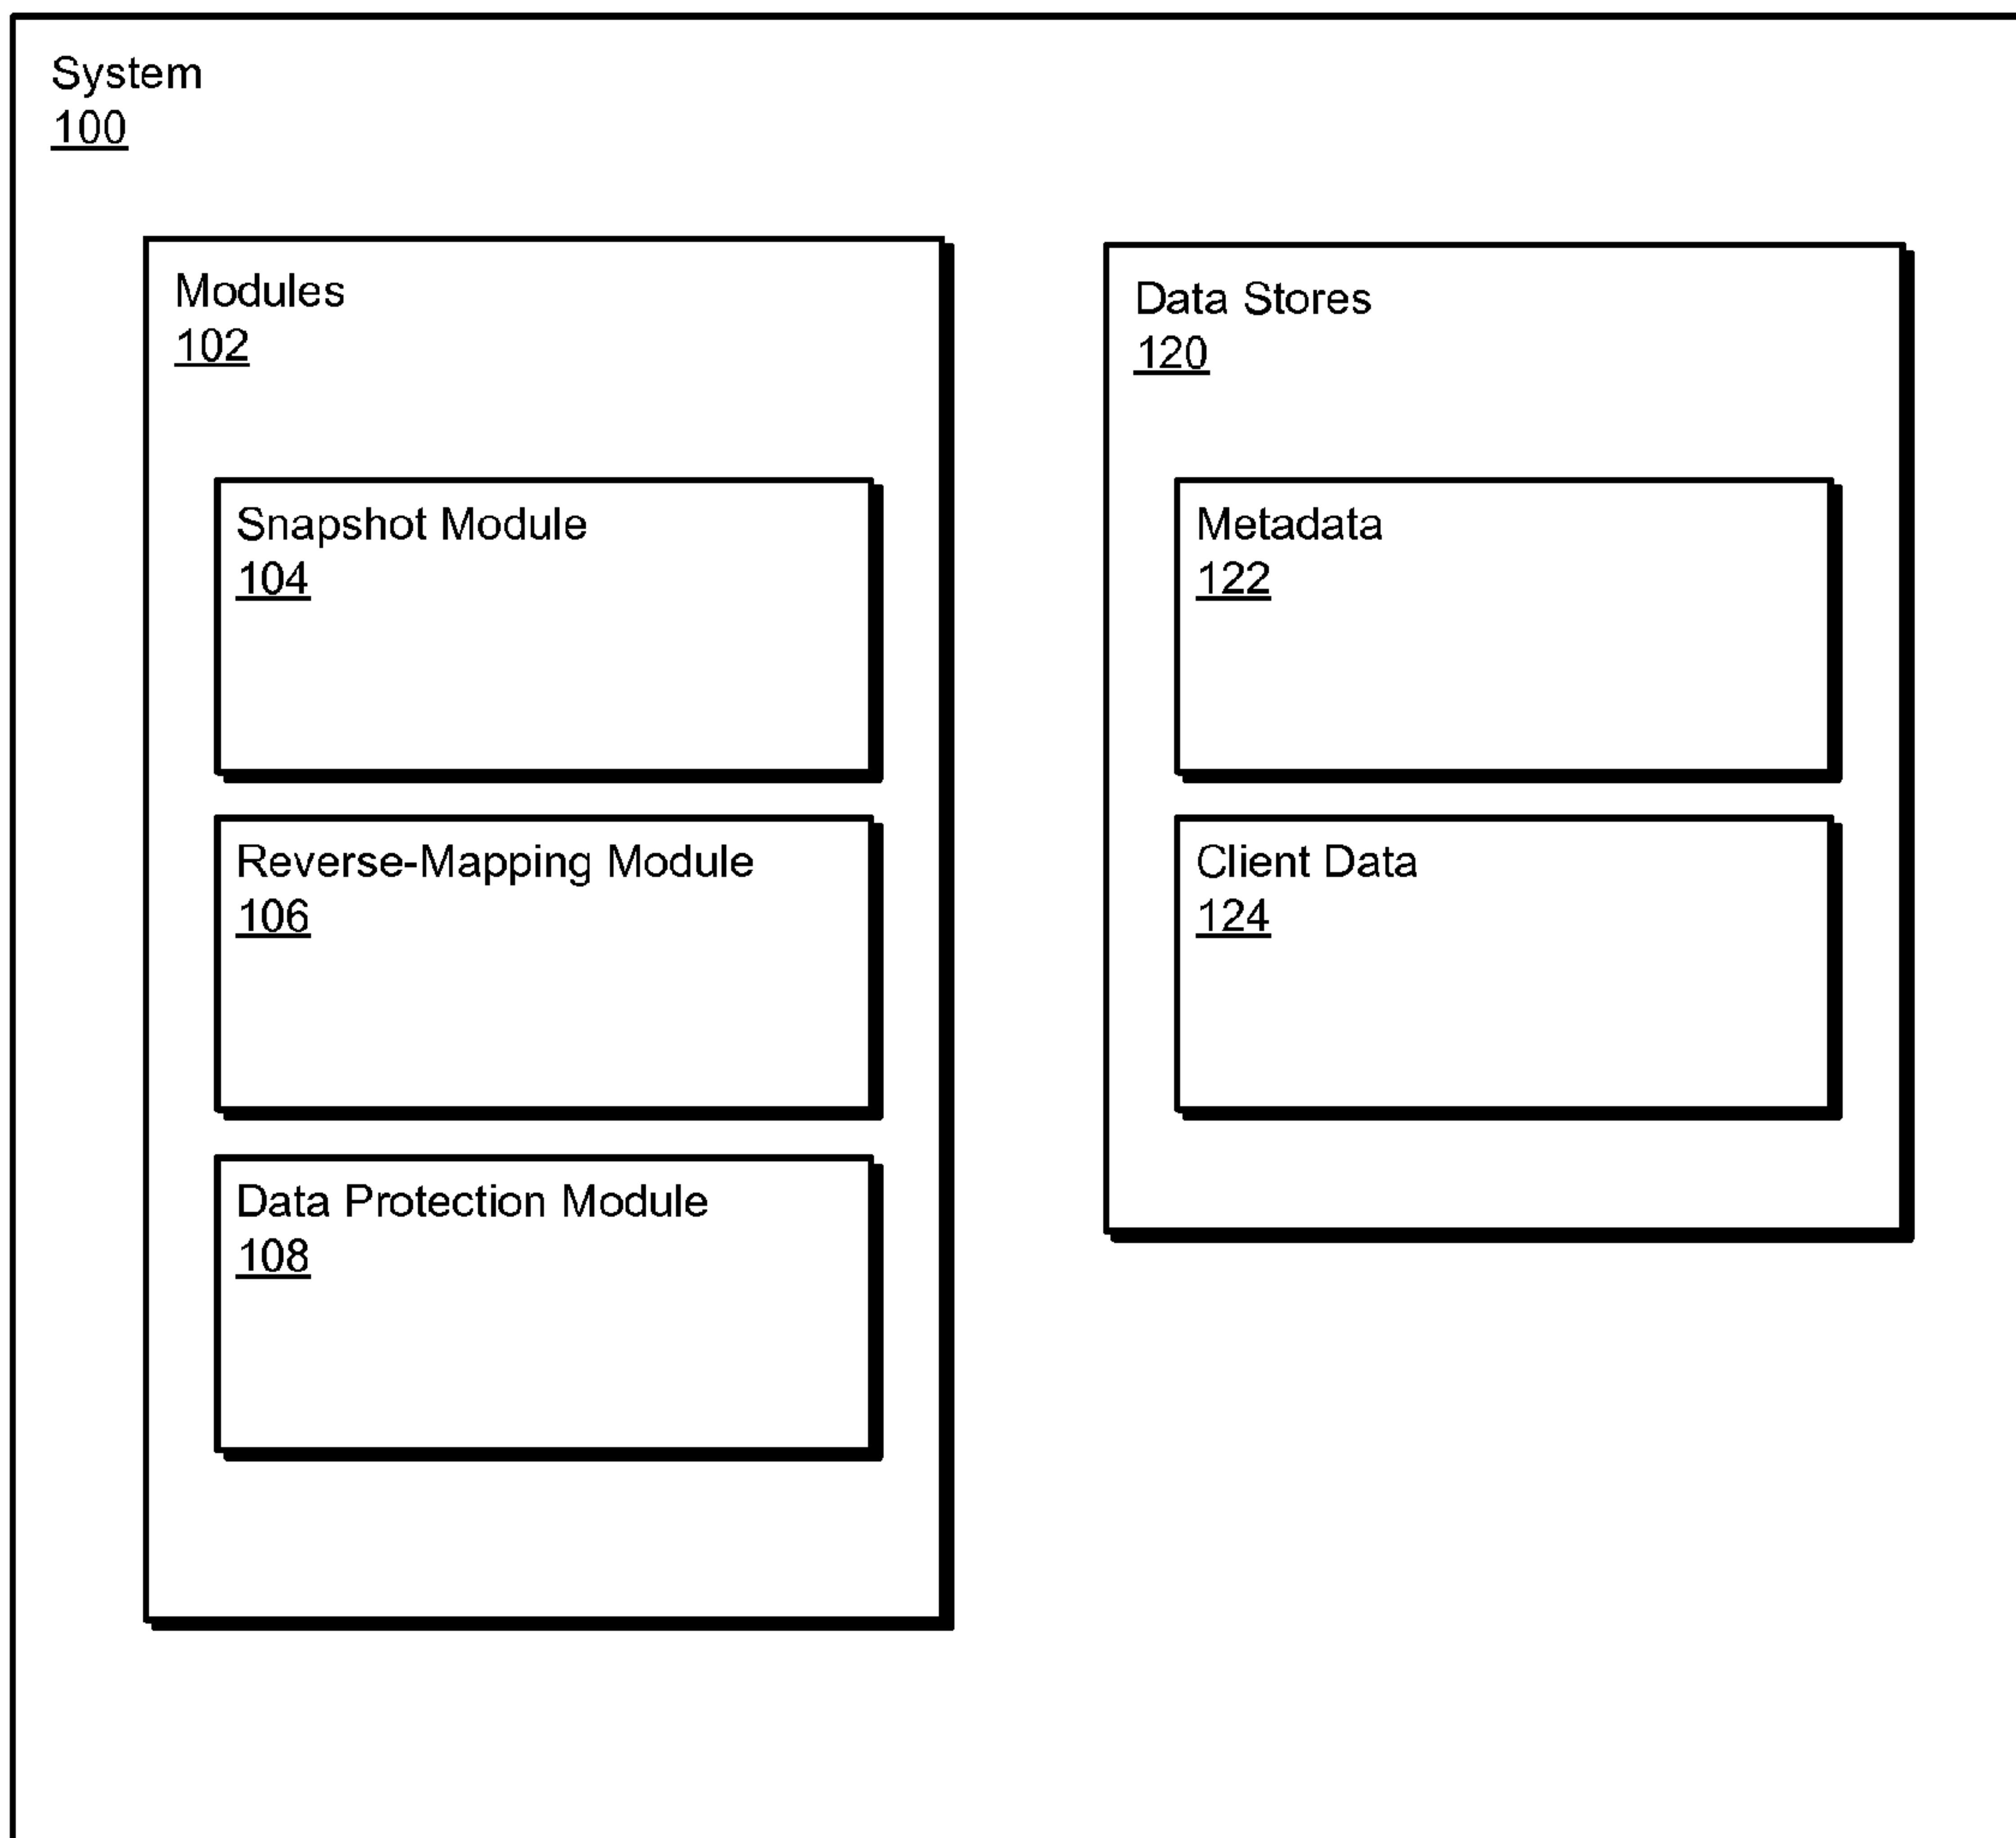 System
100
Modules
102
Snapshot Module
104
Reverse-Mapping Module
106
Data Protection Module
108
Data Stores
120
Metadata
122
Client Data
124